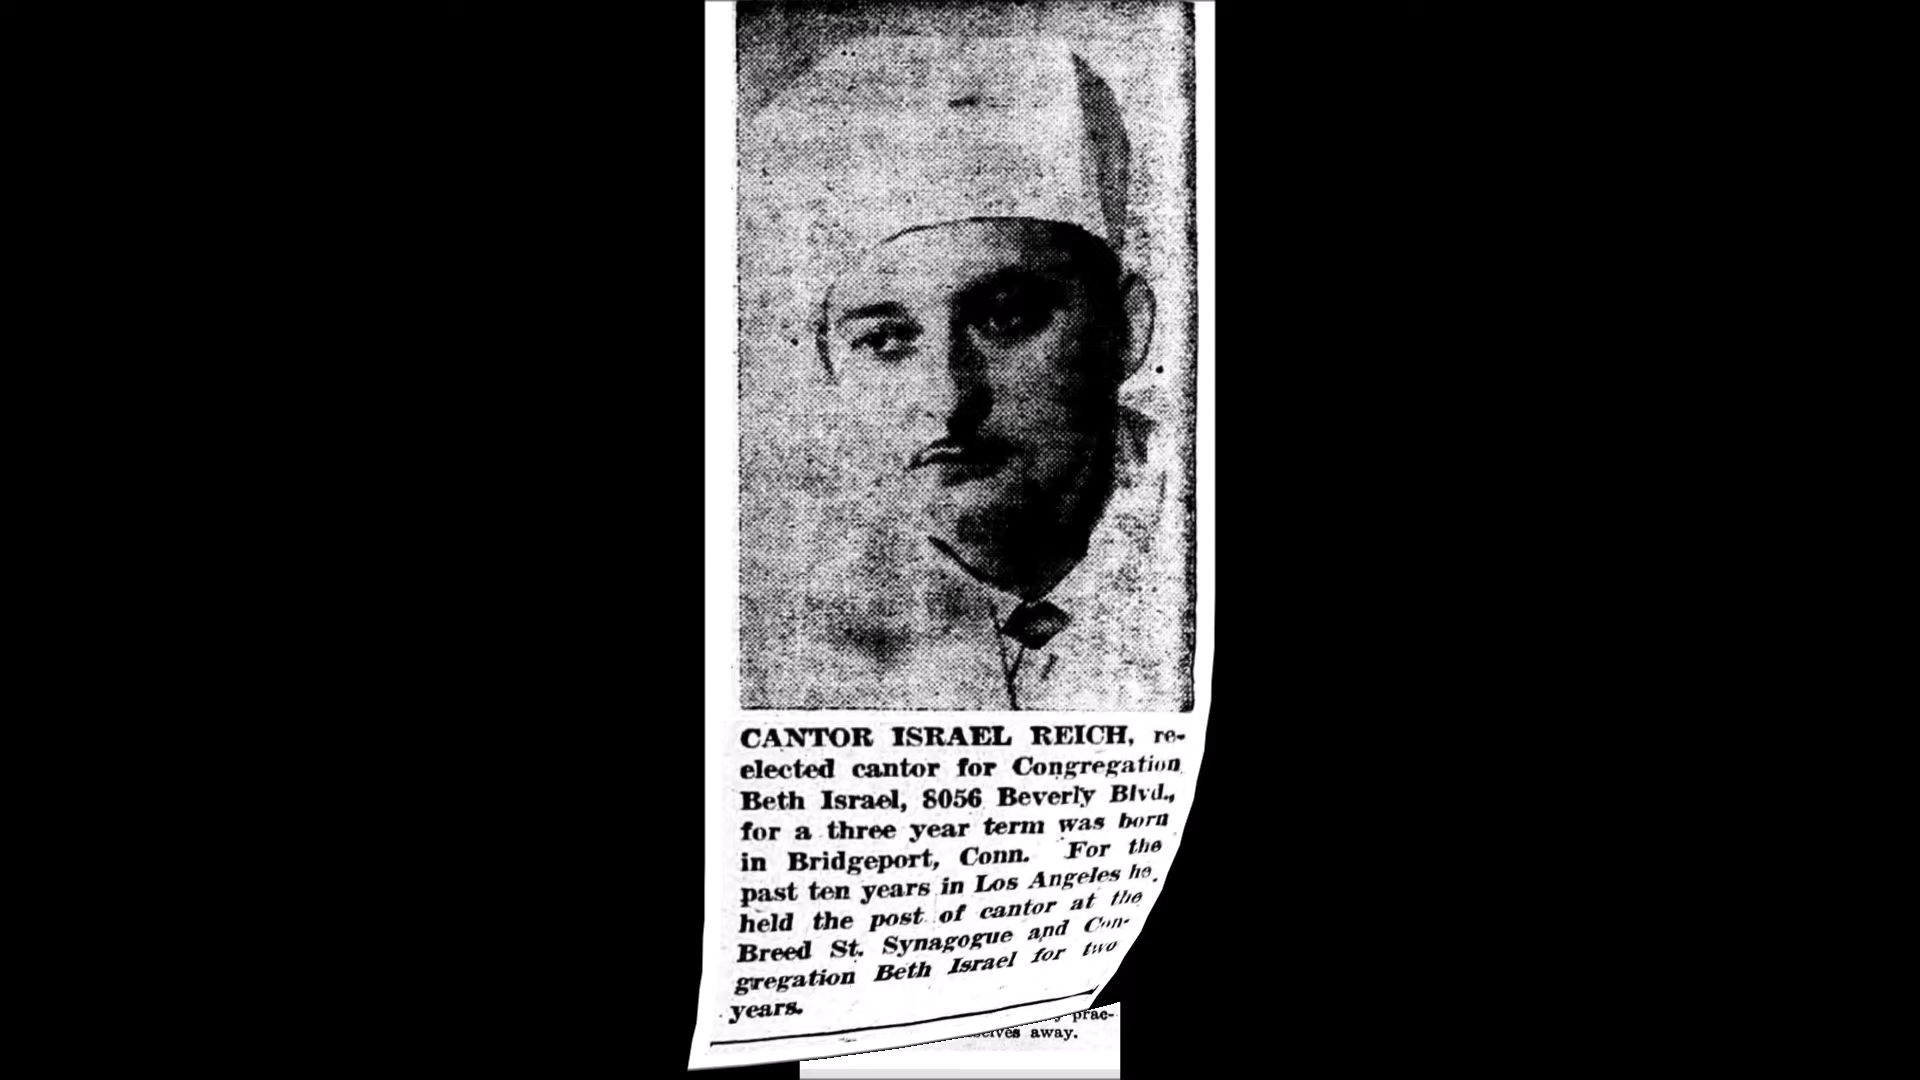 CANTOR ISRAEL REICH, re-
elected cantor for Congregation
Beth Israel, 8056 Beverly Blvd.,
for a three year term was born
in Bridgeport, Conn. For the
past ten years in Los Angeles he
held the post of cantor at the
Breed St. Synagogue and Con-
gregation Beth Israel for two
years.
prac-
away.